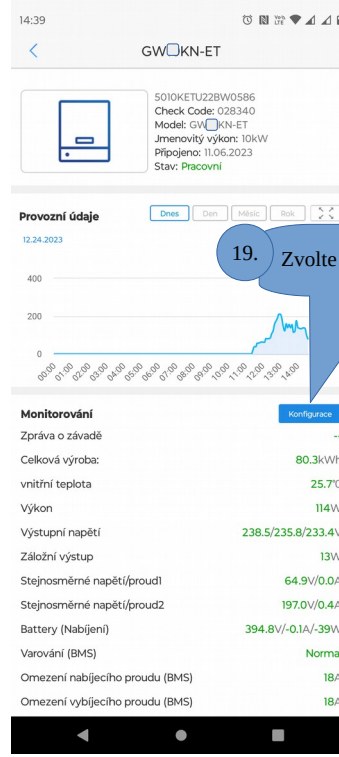 14:39
GW KN-ET
5010KETU228W0586
Check Code: 028340
Model: GW KN-ET
Jmenovitý výkon: 10kW
Připojeno: 11.06.2023
Stav: Pracovní
Provozní údaje
Dnes
Den
Měsíc
Rok
12.24.2023
19. Zvolte
400
200
0
00:00 01:00 02:00 03:00 04:00 05:00 06:00 07:00 08:00 09:00 10:00 11:00 12:00 13:00 14:00
Monitorování
Konfigurace
Zpráva o závadě --
Celková výroba: 80.3kWh
vnitřní teplota 25.7°C
Výkon 114W
Výstupní napětí 238.5/235.8/233.4V
Záložní výstup 13W
Stejnosměrné napětí/proud1 64.9V/0.0A
Stejnosměrné napětí/proud2 197.0V/0.4A
Battery (Nabíjení) 394.8V/-0.1A/-39W
Varování (BMS) Norma
Omezení nabíjecího proudu (BMS) 18A
Omezení vybíjecího proudu (BMS) 18A